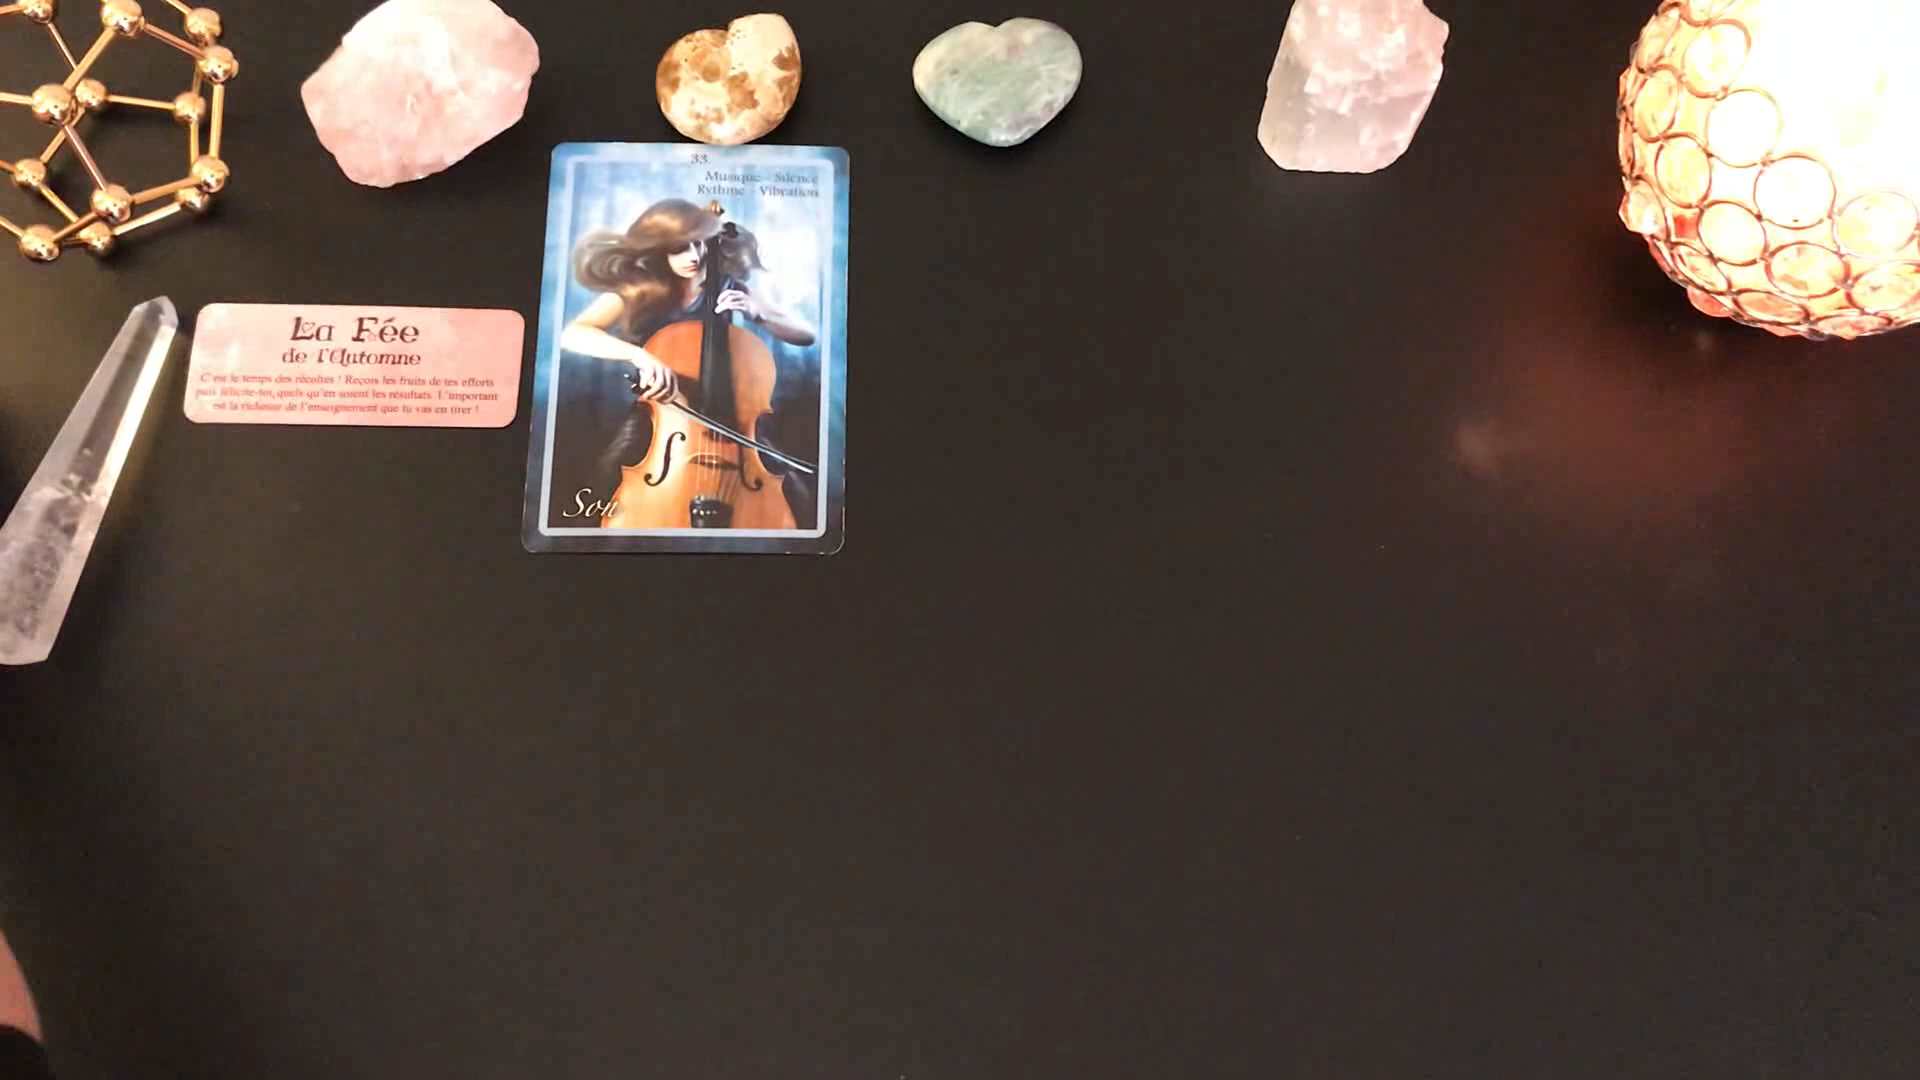 33.
Musique - Silence
Rythme - Vibration
Son
La Fée
de l'Automne
C'est le temps des récoltes ! Reçois les fruits de tes efforts
puis félicite-toi, quels qu'en soient les résultats. L'important
est la richesse de l'enseignement que tu vas en tirer !